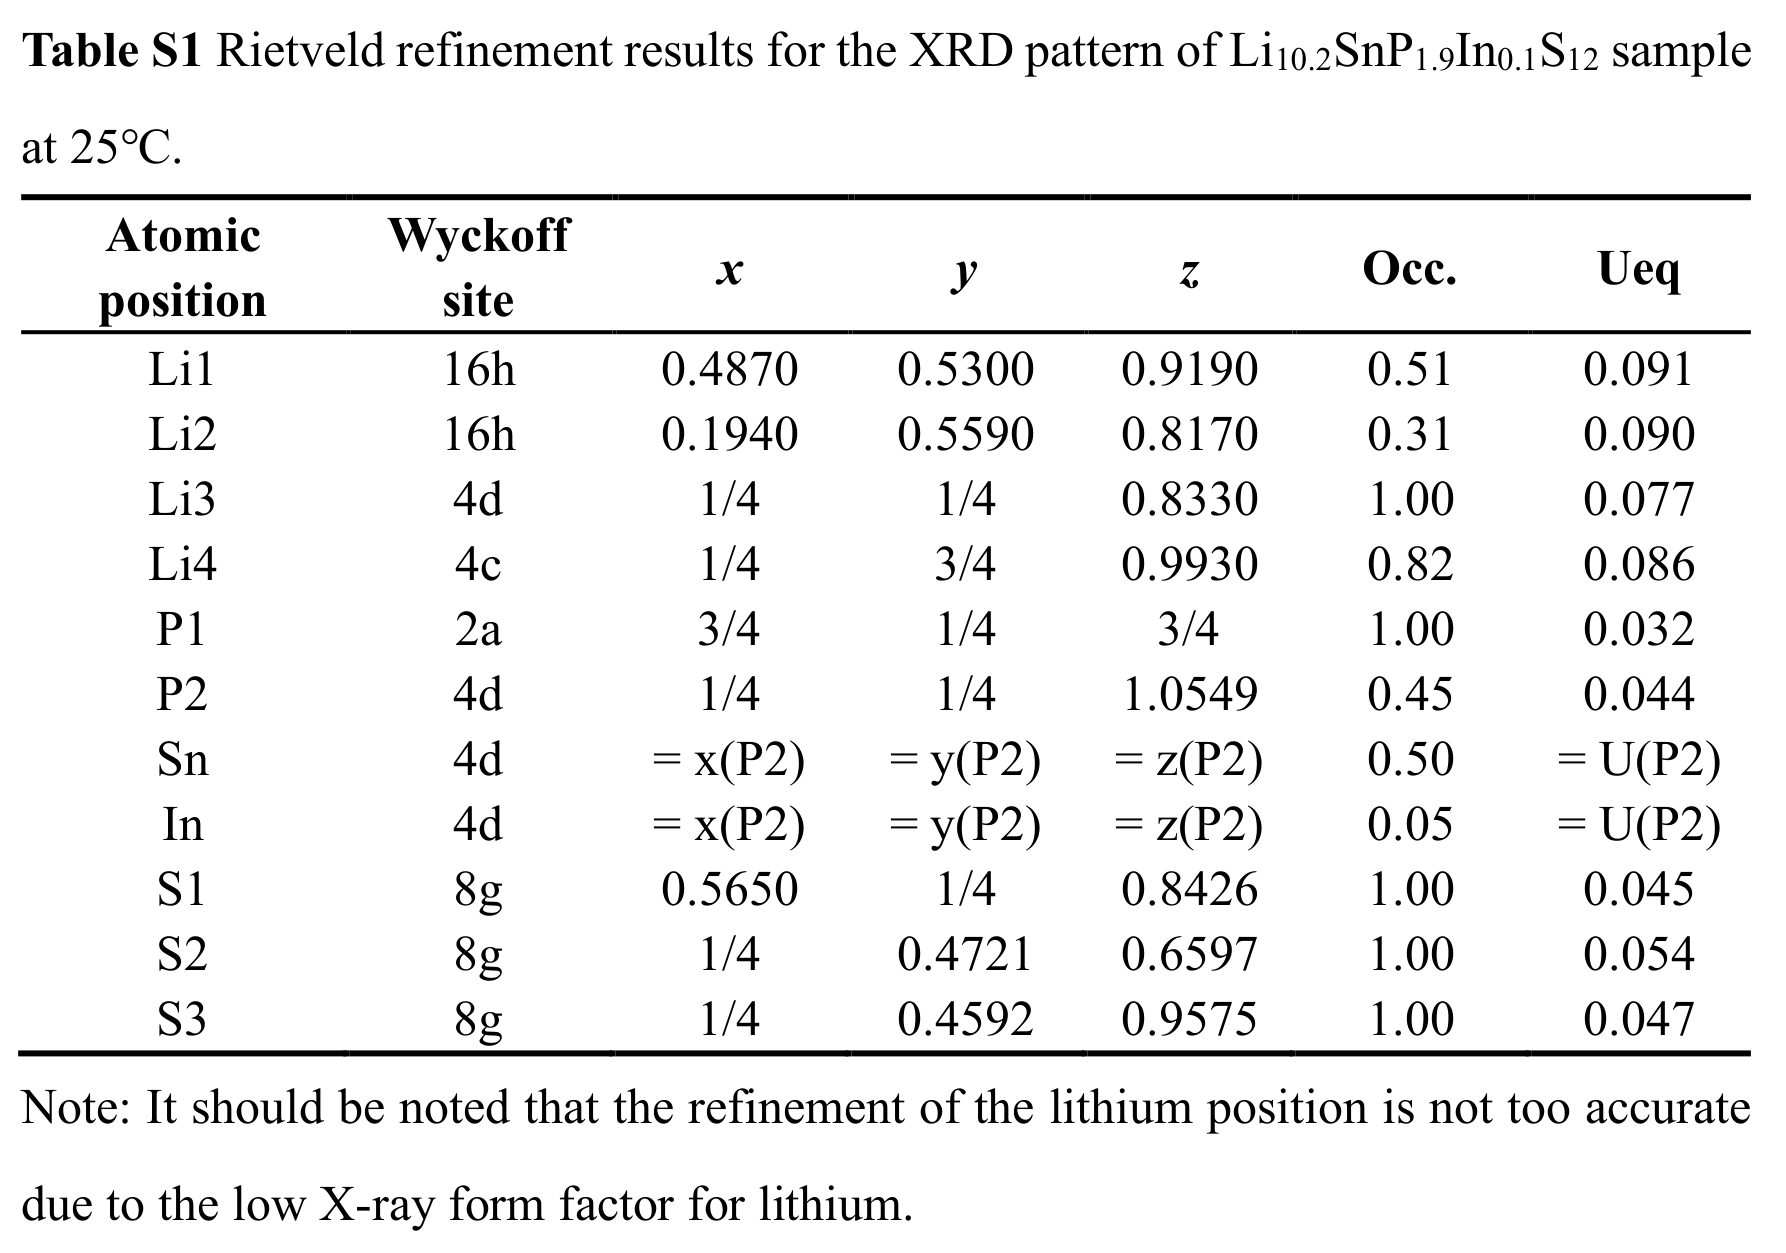 Table S1 Rietveld refinement results for the XRD pattern of Li10.2SnP1.9In0.1S12 sample
at 25℃.
Atomic position Wyckoff site x y z Occ. Ueq
Li1 16h 0.4870 0.5300 0.9190 0.51 0.091
Li2 16h 0.1940 0.5590 0.8170 0.31 0.090
Li3 4d 1/4 1/4 0.8330 1.00 0.077
Li4 4c 1/4 3/4 0.9930 0.82 0.086
P1 2a 3/4 1/4 3/4 1.00 0.032
P2 4d 1/4 1/4 1.0549 0.45 0.044
Sn 4d = x(P2) = y(P2) = z(P2) 0.50 = U(P2)
In 4d = x(P2) = y(P2) = z(P2) 0.05 = U(P2)
S1 8g 0.5650 1/4 0.8426 1.00 0.045
S2 8g 1/4 0.4721 0.6597 1.00 0.054
S3 8g 1/4 0.4592 0.9575 1.00 0.047
Note: It should be noted that the refinement of the lithium position is not too accurate
due to the low X-ray form factor for lithium.